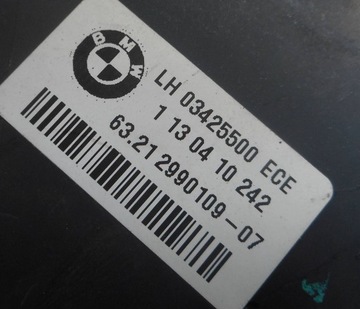 BMW
LH 03425500 ECE
1 13 04 10 242
63.21 2990109-07